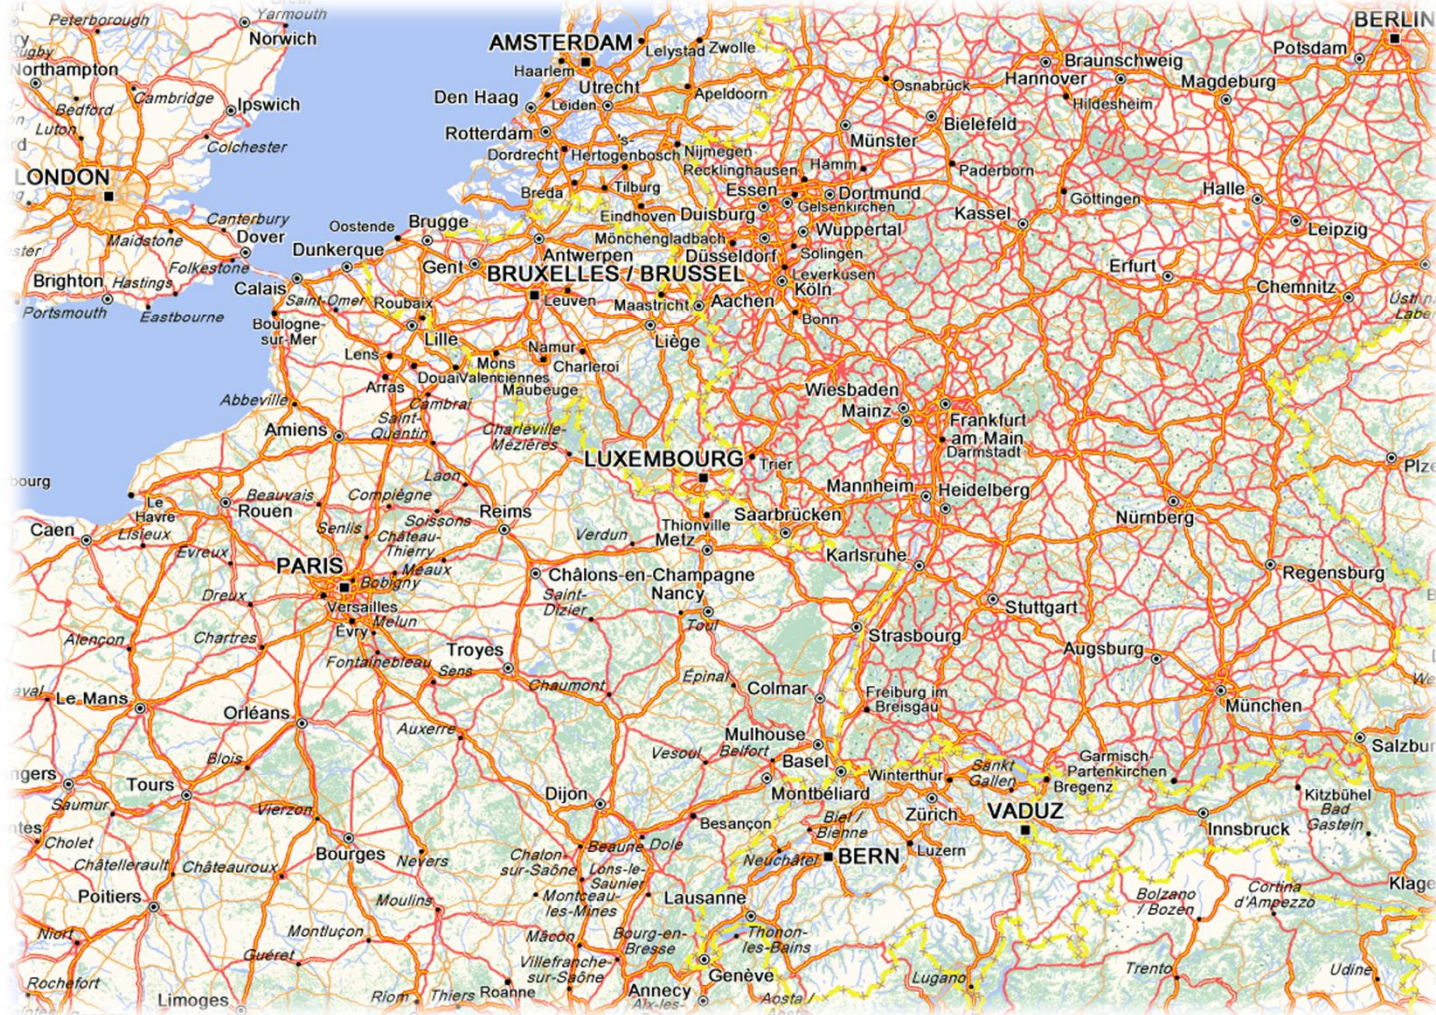 Peterborough
Yarmouth
Norwich
Rugby
Northampton
Bedford
Cambridge
Ipswich
Luton
Colchester
LONDON
Canterbury
Maidstone
Dover
Folkestone
Brighton
Hastings
Portsmouth
Eastbourne
AMSTERDAM
Lelystad
Zwolle
Haarlem
Utrecht
Den Haag
Leiden
Apeldoorn
Rotterdam
Dordrecht
's-
Hertogenbosch
Nijmegen
Breda
Tilburg
Eindhoven
Oostende
Brugge
Dunkerque
Gent
Antwerpen
BRUXELLES / BRUSSEL
Leuven
Maastricht
Aachen
Calais
Saint-Omer
Roubaix
Boulogne-
sur-Mer
Lille
Liège
Lens
Mons
Namur
Charleroi
Douai
Valenciennes
Maubeuge
Arras
Cambrai
Abbeville
Saint-
Quentin
Amiens
Charleville-
Mézières
LUXEMBOURG
Trier
BERLIN
Potsdam
Braunschweig
Hannover
Magdeburg
Osnabrück
Hildesheim
Bielefeld
Münster
Recklinghausen
Hamm
Paderborn
Essen
Dortmund
Gelsenkirchen
Duisburg
Göttingen
Halle
Kassel
Leipzig
Mönchengladbach
Wuppertal
Düsseldorf
Solingen
Leverkusen
Köln
Bonn
Erfurt
Chemnitz
Wiesbaden
Mainz
Frankfurt
am Main
Darmstadt
Mannheim
Heidelberg
Nürnberg
Saarbrücken
Karlsruhe
Regensburg
Stuttgart
Augsburg
München
Strasbourg
Freiburg im
Breisgau
bourg
Le
Havre
Caen
Lisieux
Beauvais
Compiègne
Laon
Rouen
Senlis
Soissons
Reims
Château-
Thierry
Verdun
Thionville
Metz
Evreux
PARIS
Bobigny
Meaux
Châlons-en-Champagne
Nancy
Toul
Saint-
Dizier
Dreux
Versailles
Évry
Melun
Alençon
Chartres
Fontainebleau
Troyes
Sens
Chaumont
Épinal
Colmar
Le Mans
Orléans
Auxerre
Mulhouse
Vesoul
Belfort
Basel
Blois
Tours
Saumur
Vierzon
Dijon
Montbéliard
Winterthur
Sankt
Gallen
Bregenz
Garmisch-
Partenkirchen
Salzbur
Kitzbühel
Bad
Gastein
Zürich
VADUZ
Innsbruck
Besançon
Biel /
Bienne
Cholet
Bourges
Nevers
Châtellerault
Châteauroux
Chalon-
sur-Saône
Beaune
Dole
Neuchâtel
BERN
Luzern
Lons-le-
Saunier
Montceau-
les-Mines
Poitiers
Moulins
Lausanne
Bolzano
/ Bozen
Cortina
d'Ampezzo
Klage
Niort
Montluçon
Guéret
Mâcon
Bourg-en-
Bresse
Thonon-
les-Bains
Rochefort
Limoges
Riom
Thiers
Roanne
Villefranche-
sur-Saône
Genève
Annecy
Aix-les-
Aosta /
Lugano
Trento
Udine